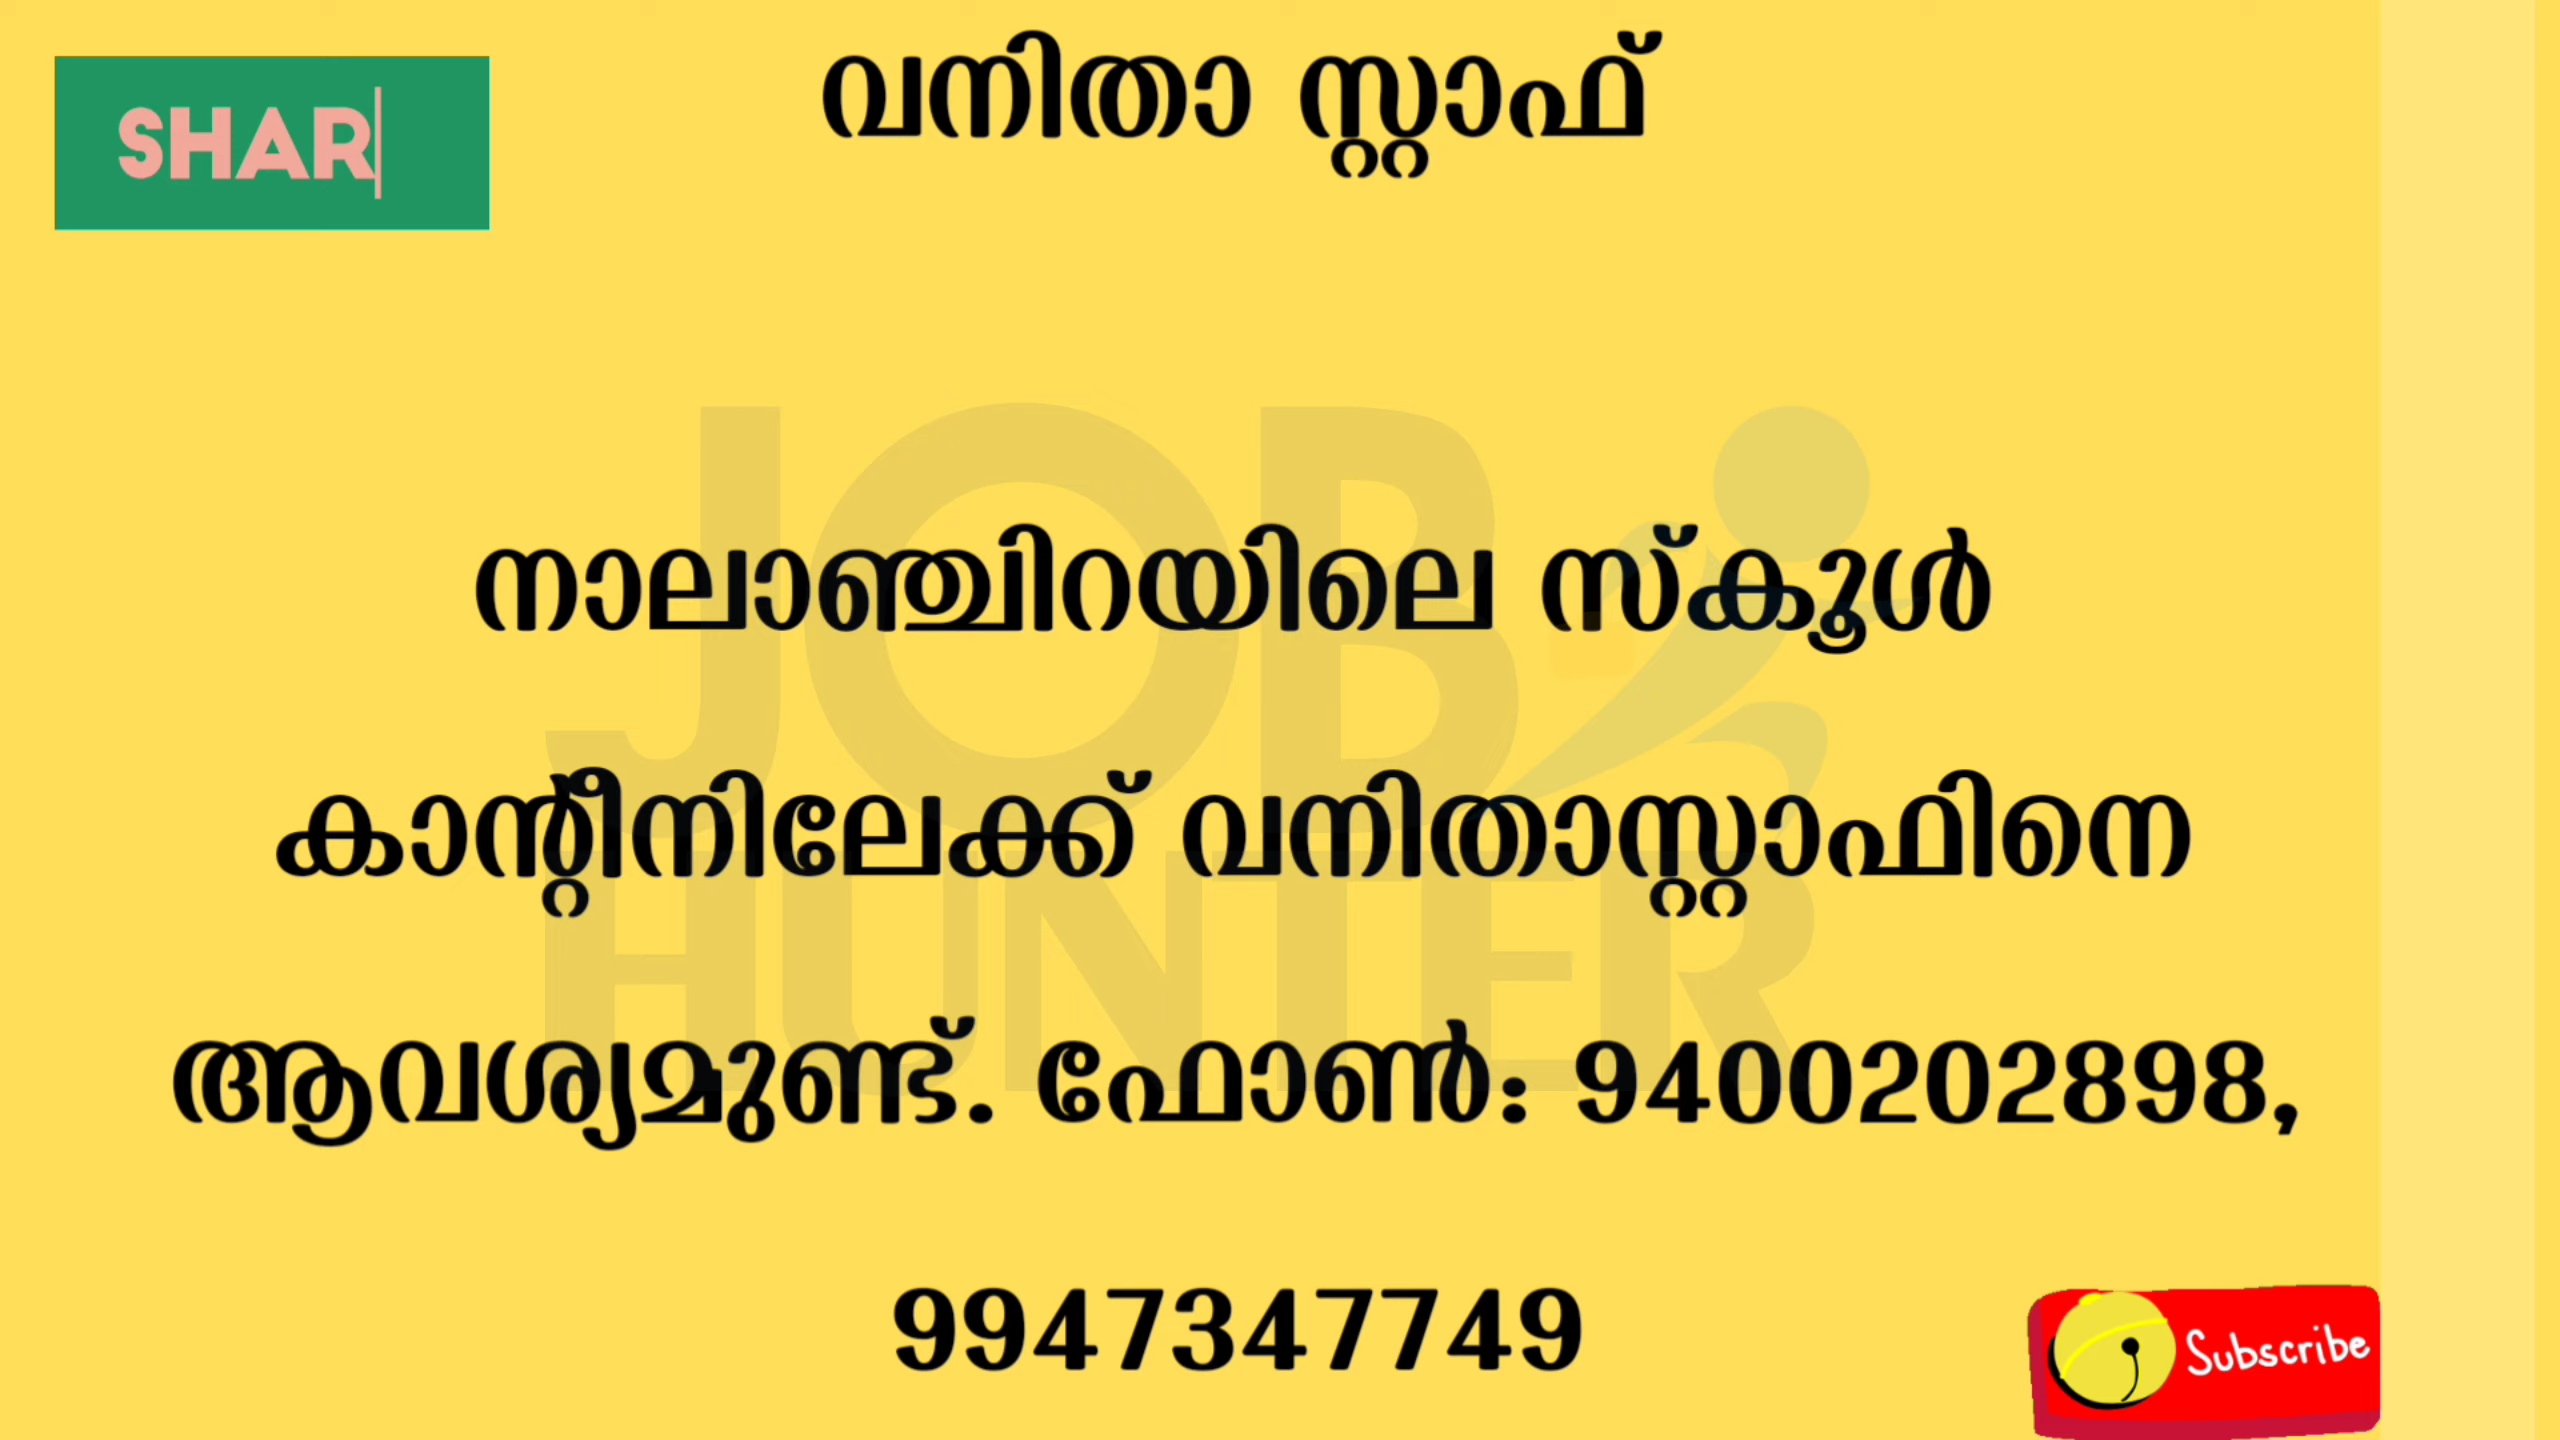 വനിതാ സ്റ്റാഫ്
SHAR
JOB
HUNTER
നാലാഞ്ചിറയിലെ സ്കൂൾ
കാന്റീനിലേക്ക് വനിതാസ്റ്റാഫിനെ
ആവശ്യമുണ്ട്. ഫോൺ: 9400202898,
9947347749
Subscribe